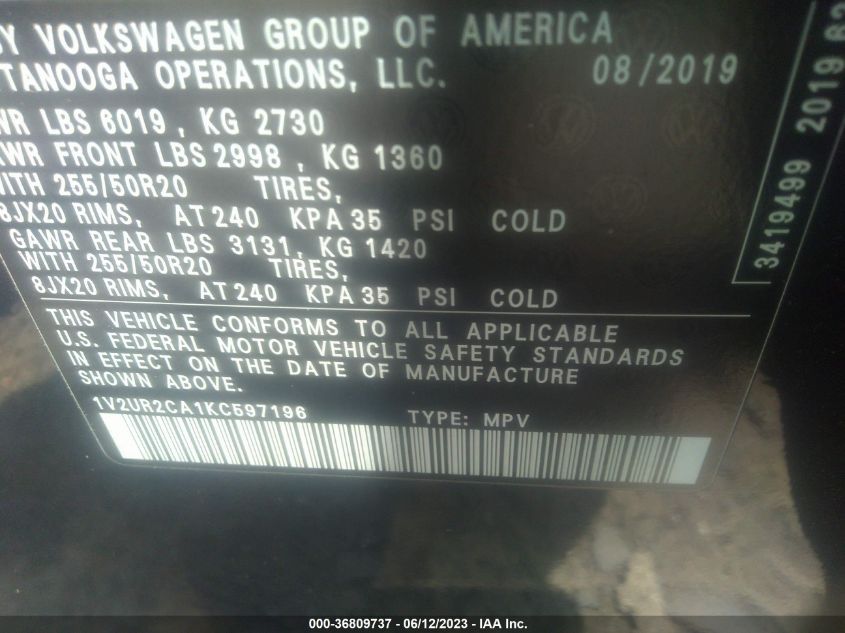 BY VOLKSWAGEN GROUP OF AMERICA
TANOOGA OPERATIONS, LLC. 08/2019
WR LBS 6019, KG 2730
WR FRONT LBS 2998, KG 1360
WITH 255/50R20 TIRES,
8JX20 RIMS, AT 240 KPA 35 PSI COLD
GAWR REAR LBS 3131, KG 1420
WITH 255/50R20 TIRES,
8JX20 RIMS, AT 240 KPA 35 PSI COLD
THIS VEHICLE CONFORMS TO ALL APPLICABLE
U.S. FEDERAL MOTOR VEHICLE SAFETY STANDARDS
IN EFFECT ON THE DATE OF MANUFACTURE
SHOWN ABOVE.
1V2UR2CA1KC597196 TYPE: MPV
3419499 2019
000-36809737 - 06/12/2023 - IAA Inc.